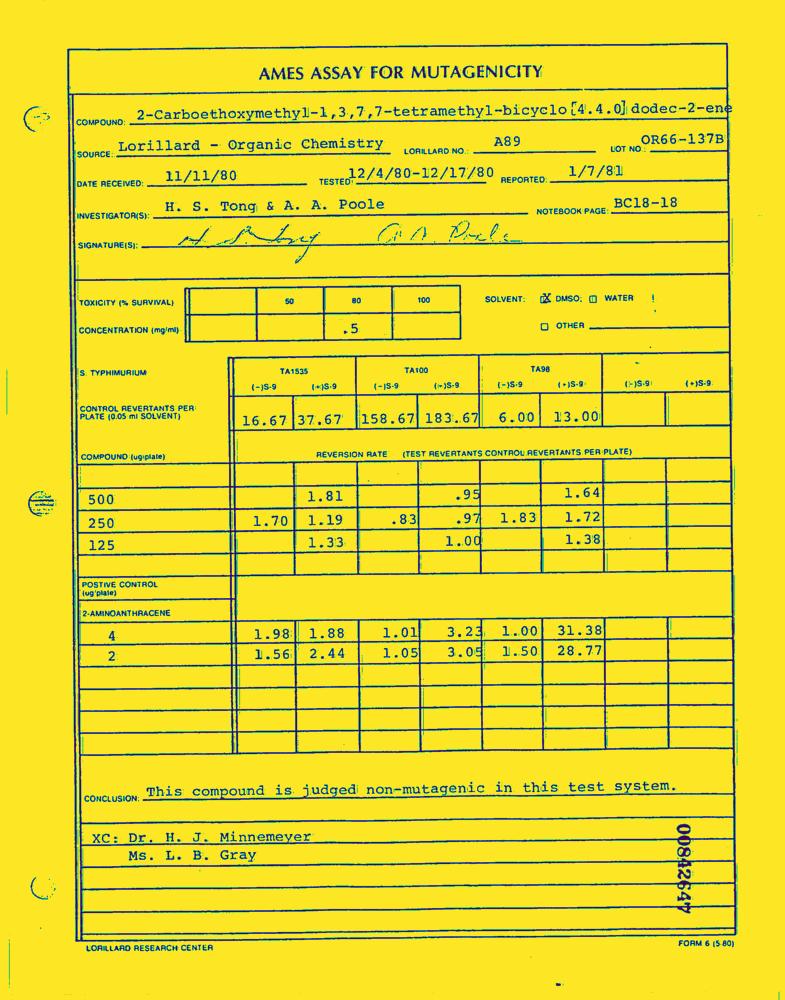 AMES ASSAY FOR MUTAGENICITY
COMPOUND: 2-Carboethoxymethyl-1,3,7,7-tetramethyl-bicyclo[4.4.0]dodec-2-ene
SOURCE: Lorillard - Organic Chemistry LORILLARD NO.: A89 LOT NO.: OR66-137B
DATE RECEIVED: 11/11/80 TESTED: 12/4/80-12/17/80 REPORTED: 1/7/81
INVESTIGATOR(S): H. S. Tong & A. A. Poole NOTEBOOK PAGE: BC18-18
SIGNATURE(S): H S. Tong A. A. Poole
TOXICITY (% SURVIVAL) 50 80 100 SOLVENT: X DMSO; WATER
CONCENTRATION (mg/ml) .5 OTHER
S. TYPHIMURIUM TA1535 TA100 TA98
(-)S-9 (+)S-9 (-)S-9 (+)S-9 (-)S-9 (+)S-9 (-)S-9 (+)S-9
CONTROL REVERTANTS PER
PLATE (0.05 ml SOLVENT) 16.67 37.67 158.67 183.67 6.00 13.00
COMPOUND (ug/plate) REVERSION RATE (TEST REVERTANTS CONTROL REVERTANTS PER PLATE)
500 1.81 .95 1.64
250 1.70 1.19 .83 .97 1.83 1.72
125 1.33 1.00 1.38
POSTIVE CONTROL
(ug/plate)
2-AMINOANTHRACENE
4 1.98 1.88 1.01 3.23 1.00 31.38
2 1.56 2.44 1.05 3.05 1.50 28.77
CONCLUSION: This compound is judged non-mutagenic in this test system.
XC: Dr. H. J. Minnemeyer
Ms. L. B. Gray
00842647
LORILLARD RESEARCH CENTER FORM 6 (5-80)